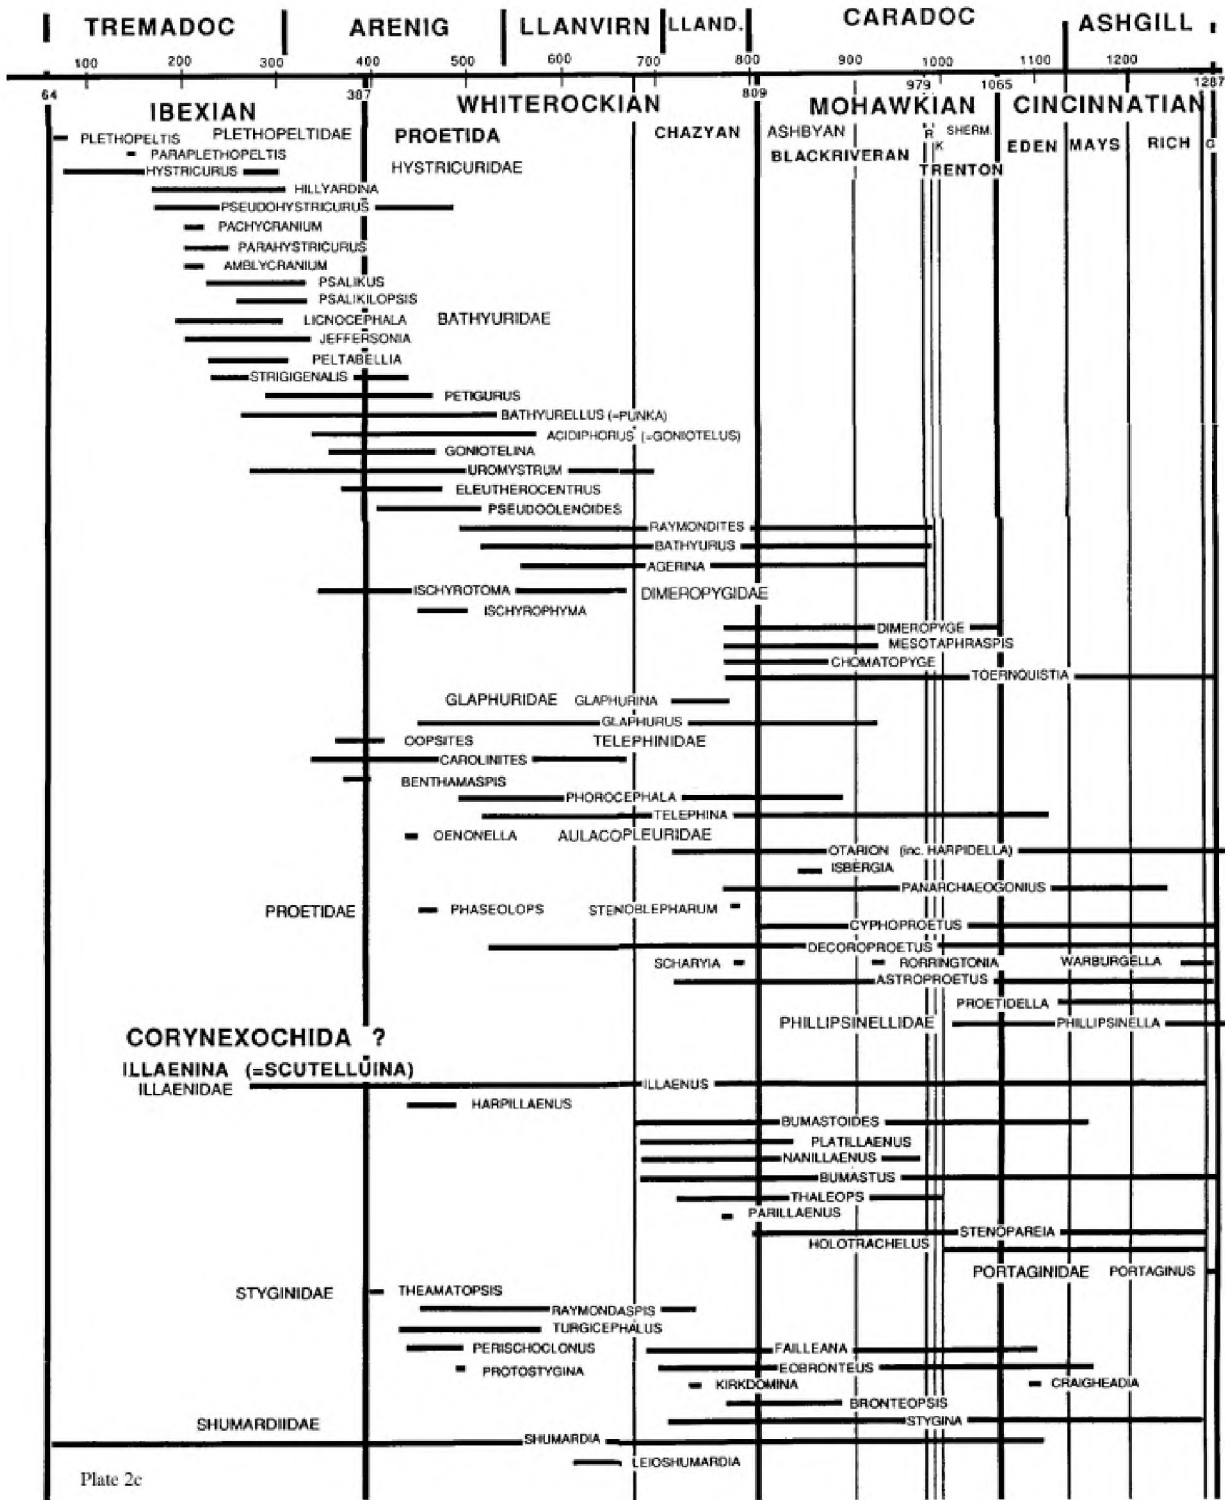 TREMADOC ARENIG LLANVIRN LLAND. CARADOC ASHGILL
100 200 300 400 500 600 700 800 900 1000 1100 1200
64 387 809 979 1065 1287
IBEXIAN WHITEROCKIAN MOHAWKIAN CINCINNATIAN
CHAZYAN ASHBYAN R SHERM.
BLACKRIVERAN K EDEN MAYS RICH G
TRENTON
PLETHOPELTIS PLETHOPELTIDAE PROETIDA
PARAPLETHOPELTIS
HYSTRICURUS HYSTRICURIDAE
HILLYARDINA
PSEUDOHYSTRICURUS
PACHYCRANIUM
PARAHYSTRICURUS
AMBLYCRANIUM
PSALIKUS
PSALIKILOPSIS
LICNOCEPHALA BATHYURIDAE
JEFFERSONIA
PELTABELLIA
STRIGIGENALIS
PETIGURUS
BATHYURELLUS (=PUNKA)
ACIDIPHORUS (=GONIOTELUS)
GONIOTELINA
UROMYSTRUM
ELEUTHEROCENTRUS
PSEUDOOLENOIDES
RAYMONDITES
BATHYURUS
AGERINA
ISCHYROTOMA DIMEROPYGIDAE
ISCHYROPHYMA
DIMEROPYGE
MESOTAPHRASPIS
CHOMATOPYGE
TOERNQUISTIA
GLAPHURIDAE GLAPHURINA
GLAPHURUS
OOPSITES TELEPHINIDAE
CAROLINITES
BENTHAMASPIS
PHOROCEPHALA
TELEPHINA
OENONELLA AULACOPLEURIDAE
OTARION (inc. HARPIDELLA)
ISBERGIA
PANARCHAEOGONIUS
PROETIDAE PHASEOLOPS STENOBLEPHARUM
CYPHOPROETUS
DECOROPROETUS
SCHARYIA RORRINGTONIA WARBURGELLA
ASTROPROETUS
PROETIDELLA
PHILLIPSINELLIDAE PHILLIPSINELLA
CORYNEXOCHIDA ?
ILLAENINA (=SCUTELLUINA)
ILLAENIDAE ILLAENUS
HARPILLAENUS
BUMASTOIDES
PLATILLAENUS
NANILLAENUS
BUMASTUS
THALEOPS
PARILLAENUS
STENOPAREIA
HOLOTRACHELUS
PORTAGINIDAE PORTAGINUS
STYGINIDAE THEAMATOPSIS
RAYMONDASPIS
TURGICEPHALUS
PERISCHOCLONUS FAILLEANA
PROTOSTYGINA EOBRONTEUS
KIRKDOMINA CRAIGHEADIA
BRONTEOPSIS
SHUMARDIIDAE STYGINA
SHUMARDIA
LEIOSHUMARDIA
Plate 2c